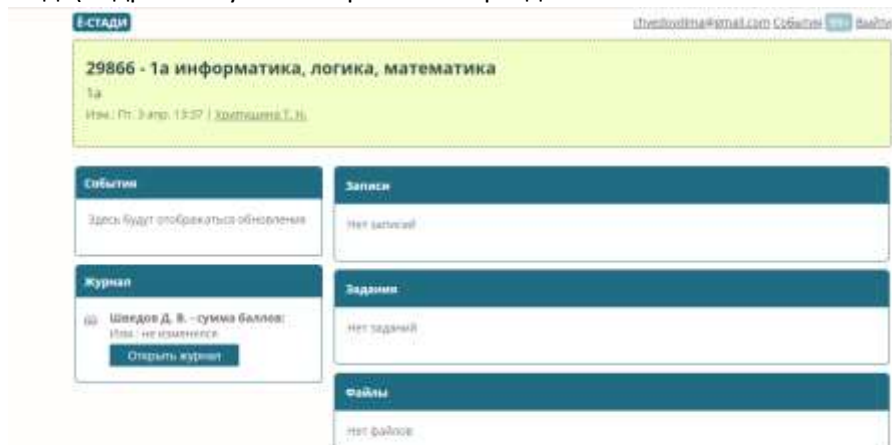 Ё-СТАДИ
События Выйти
29866 - 1а информатика, логика, математика
1а
Изм.: Пт. 3 апр. 13:37 | Хрипушина Т. Н.
События
Здесь будут отображаться обновления
Журнал
Шведов Д. В. - сумма баллов:
Изм.: не изменялся
Открыть журнал
Записи
Нет записей
Задания
Нет заданий
Файлы
Нет файлов